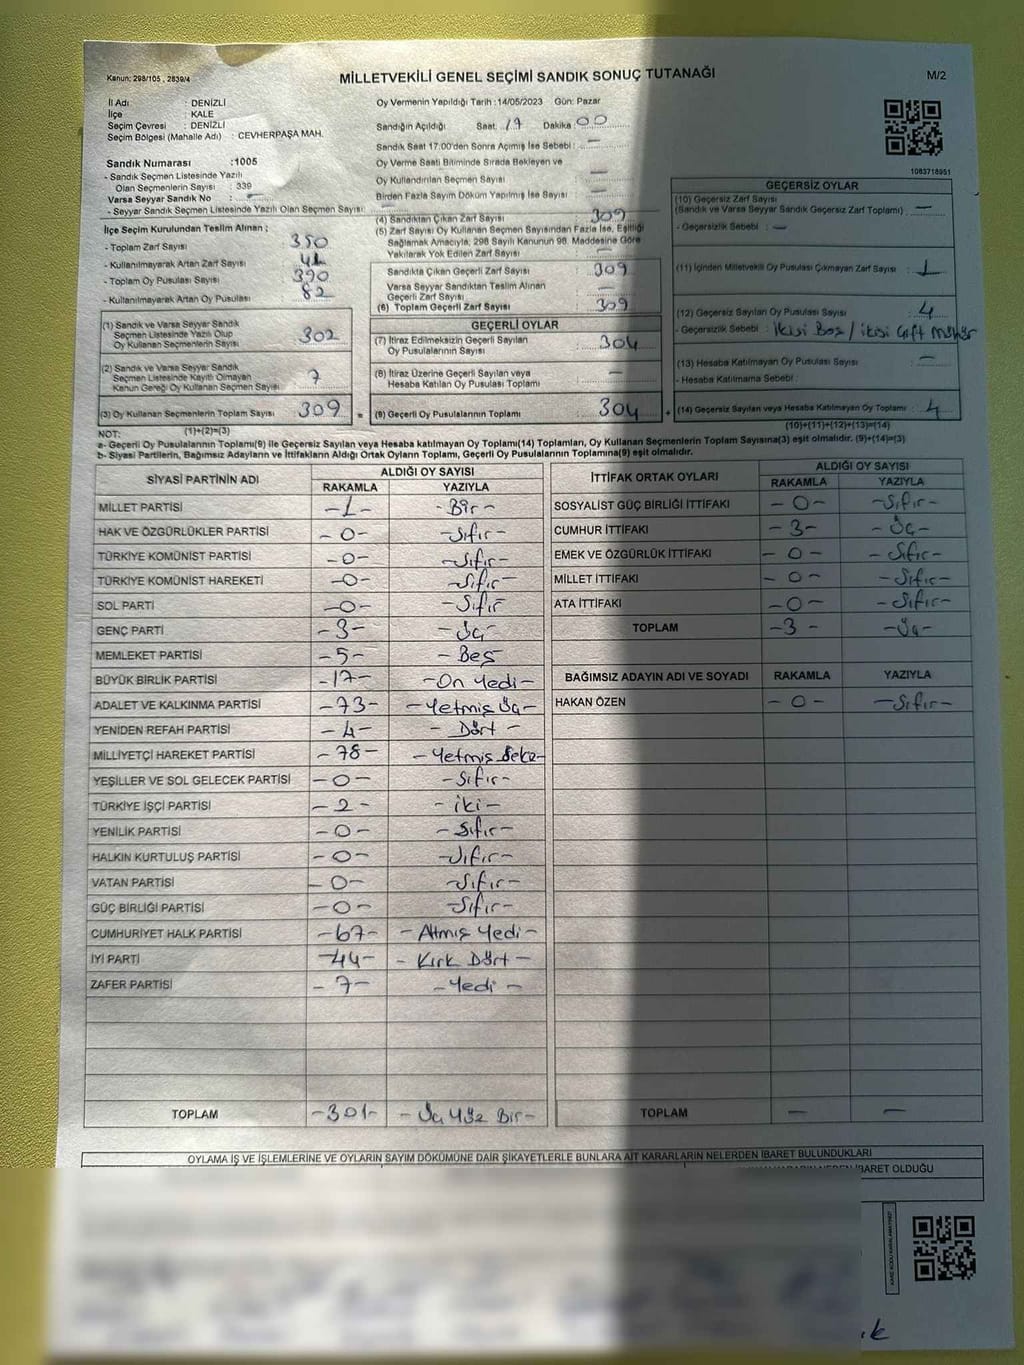 Kanun: 298/105 , 2839/4
MİLLETVEKİLİ GENEL SEÇİMİ SANDIK SONUÇ TUTANAĞI
M/2
İl Adı : DENİZLİ
İlçe : KALE
Seçim Çevresi : DENİZLİ
Seçim Bölgesi (Mahalle Adı) : CEVHERPAŞA MAH.
Sandık Numarası :1005
- Sandık Seçmen Listesinde Yazılı
Olan Seçmenlerin Sayısı : 339
Varsa Seyyar Sandık No : –
- Seyyar Sandık Seçmen Listesinde Yazılı Olan Seçmen Sayısı:
Oy Vermenin Yapıldığı Tarih :14/05/2023 Gün: Pazar
Sandığın Açıldığı Saat: 17 Dakika: 00
Sandık Saat 17.00'den Sonra Açımış İse Sebebi : —
Oy Verme Saati Bitiminde Sırada Bekleyen ve
Oy Kullandırılan Seçmen Sayısı : —
Birden Fazla Sayım Döküm Yapılmış İse Sayısı : —
1083718951
İlçe Seçim Kurulundan Teslim Alınan ;
- Toplam Zarf Sayısı : 350
- Kullanılmayarak Artan Zarf Sayısı : 41
- Toplam Oy Pusulası Sayısı : 390
- Kullanılmayarak Artan Oy Pusulası : 82
(1) Sandık ve Varsa Seyyar Sandık
Seçmen Listesinde Yazılı Olup
Oy Kullanan Seçmenlerin Sayısı : 302
(2) Sandık ve Varsa Seyyar Sandık
Seçmen Listesinde Kayıtlı Olmayan
Kanun Gereği Oy Kullanan Seçmen Sayısı : 7
(3) Oy Kullanan Seçmenlerin Toplam Sayısı : 309 =
(1)+(2)=(3)
(4) Sandıktan Çıkan Zarf Sayısı : 309
(5) Zarf Sayısı Oy Kullanan Seçmen Sayısından Fazla İse, Eşitliği
Sağlamak Amacıyla, 298 Sayılı Kanunun 98. Maddesine Göre
Yakılarak Yok Edilen Zarf Sayısı : —
Sandıkta Çıkan Geçerli Zarf Sayısı : 309
Varsa Seyyar Sandıktan Teslim Alınan
Geçerli Zarf Sayısı : —
(6) Toplam Geçerli Zarf Sayısı : 309
GEÇERLİ OYLAR
(7) İtiraz Edilmeksizin Geçerli Sayılan
Oy Pusulalarının Sayısı : 304
(8) İtiraz Üzerine Geçerli Sayılan veya
Hesaba Katılan Oy Pusulası Toplamı : —
(9) Geçerli Oy Pusulalarının Toplamı : 304 +
GEÇERSİZ OYLAR
(10) Geçersiz Zarf Sayısı
(Sandık ve Varsa Seyyar Sandık Geçersiz Zarf Toplamı) : —
- Geçersizlik Sebebi : —
(11) İçinden Milletvekili Oy Pusulası Çıkmayan Zarf Sayısı : 1
(12) Geçersiz Sayılan Oy Pusulası Sayısı : 4
- Geçersizlik Sebebi : ikisi Boş / ikisi çift mühür
(13) Hesaba Katılmayan Oy Pusulası Sayısı : —
- Hesaba Katılmama Sebebi :
(14) Geçersiz Sayılan veya Hesaba Katılmayan Oy Toplamı : 4
(10)+(11)+(12)+(13)=(14)
NOT:
a- Geçerli Oy Pusulalarının Toplamı(9) ile Geçersiz Sayılan veya Hesaba katılmayan Oy Toplamı(14) Toplamları, Oy Kullanan Seçmenlerin Toplam Sayısına(3) eşit olmalıdır. (9)+(14)=(3)
b- Siyasi Partilerin, Bağımsız Adayların ve İttifakların Aldığı Ortak Oyların Toplamı, Geçerli Oy Pusulalarının Toplamına(9) eşit olmalıdır.
SİYASİ PARTİNİN ADI ALDIĞI OY SAYISI
RAKAMLA YAZIYLA
MİLLET PARTİSİ -1- - Bir -
HAK VE ÖZGÜRLÜKLER PARTİSİ -0- -Sıfır-
TÜRKİYE KOMÜNİST PARTİSİ -0- -Sıfır-
TÜRKİYE KOMÜNİST HAREKETİ -0- -Sıfır-
SOL PARTİ -0- -Sıfır-
GENÇ PARTİ -3- -Üç-
MEMLEKET PARTİSİ -5- -Beş
BÜYÜK BİRLİK PARTİSİ -17- -On Yedi-
ADALET VE KALKINMA PARTİSİ -73- -Yetmiş Üç-
YENİDEN REFAH PARTİSİ -4- - Dört -
MİLLİYETÇİ HAREKET PARTİSİ -78- -Yetmiş Sekiz-
YEŞİLLER VE SOL GELECEK PARTİSİ -0- -Sıfır-
TÜRKİYE İŞÇİ PARTİSİ -2- - iki -
YENİLİK PARTİSİ -0- -Sıfır-
HALKIN KURTULUŞ PARTİSİ -0- -Sıfır-
VATAN PARTİSİ -0- -Sıfır-
GÜÇ BİRLİĞİ PARTİSİ -0- -Sıfır-
CUMHURİYET HALK PARTİSİ -67- - Altmış Yedi -
İYİ PARTİ -44- - Kırk Dört -
ZAFER PARTİSİ -7- -Yedi -
TOPLAM -301- - Üç Yüz Bir -
İTTİFAK ORTAK OYLARI ALDIĞI OY SAYISI
RAKAMLA YAZIYLA
SOSYALİST GÜÇ BİRLİĞİ İTTİFAKI -0- -Sıfır-
CUMHUR İTTİFAKI -3- -Üç-
EMEK VE ÖZGÜRLÜK İTTİFAKI -0- -Sıfır-
MİLLET İTTİFAKI -0- -Sıfır-
ATA İTTİFAKI -0- -Sıfır-
TOPLAM -3- -Üç-
BAĞIMSIZ ADAYIN ADI VE SOYADI RAKAMLA YAZIYLA
HAKAN ÖZEN -0- -Sıfır-
TOPLAM — —
OYLAMA İŞ VE İŞLEMLERİNE VE OYLARIN SAYIM DÖKÜMÜNE DAİR ŞİKAYETLERLE BUNLARA AİT KARARLARIN NELERDEN İBARET BULUNDUKLARI
İBARET OLDUĞU